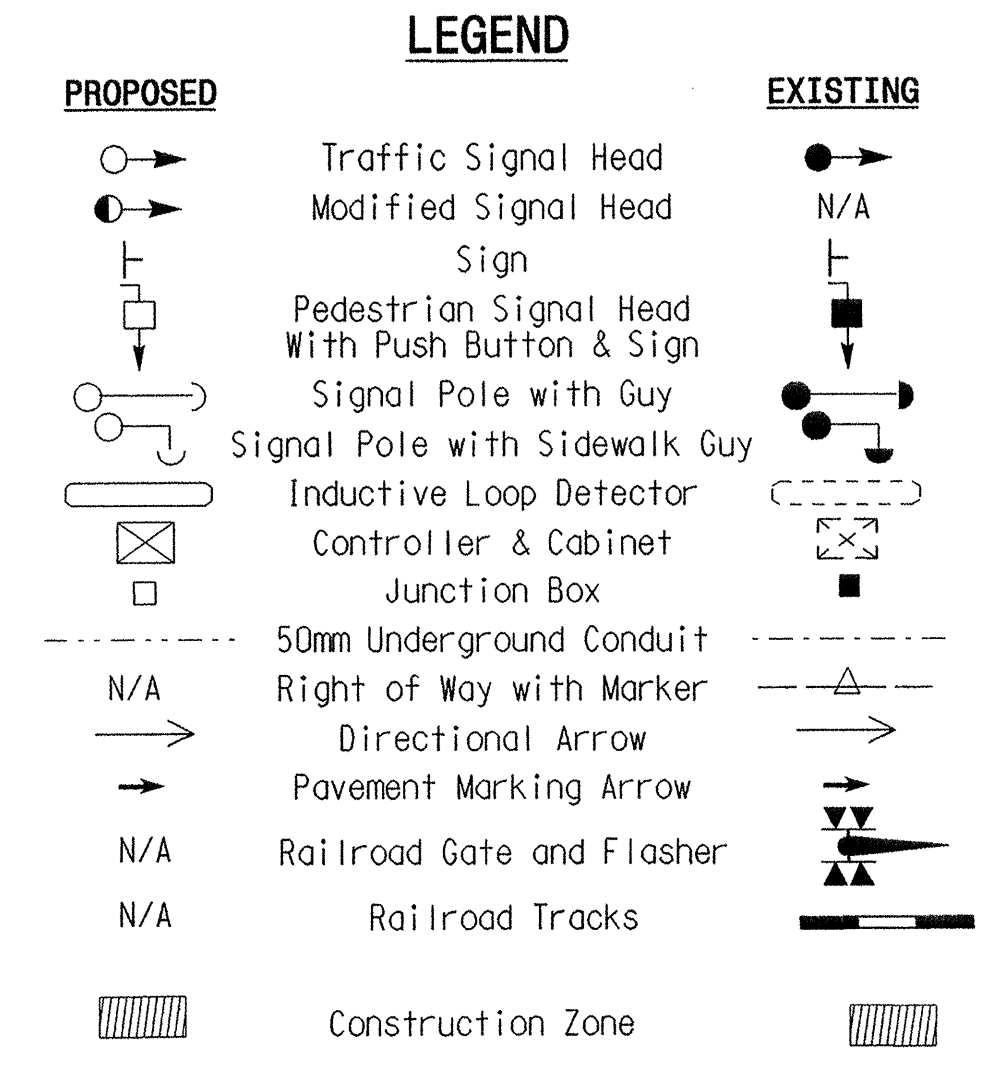 LEGEND
PROPOSED EXISTING
Traffic Signal Head
Modified Signal Head N/A
Sign
Pedestrian Signal Head
With Push Button & Sign
Signal Pole with Guy
Signal Pole with Sidewalk Guy
Inductive Loop Detector
Controller & Cabinet
Junction Box
50mm Underground Conduit
N/A Right of Way with Marker
Directional Arrow
Pavement Marking Arrow
N/A Railroad Gate and Flasher
N/A Railroad Tracks
Construction Zone